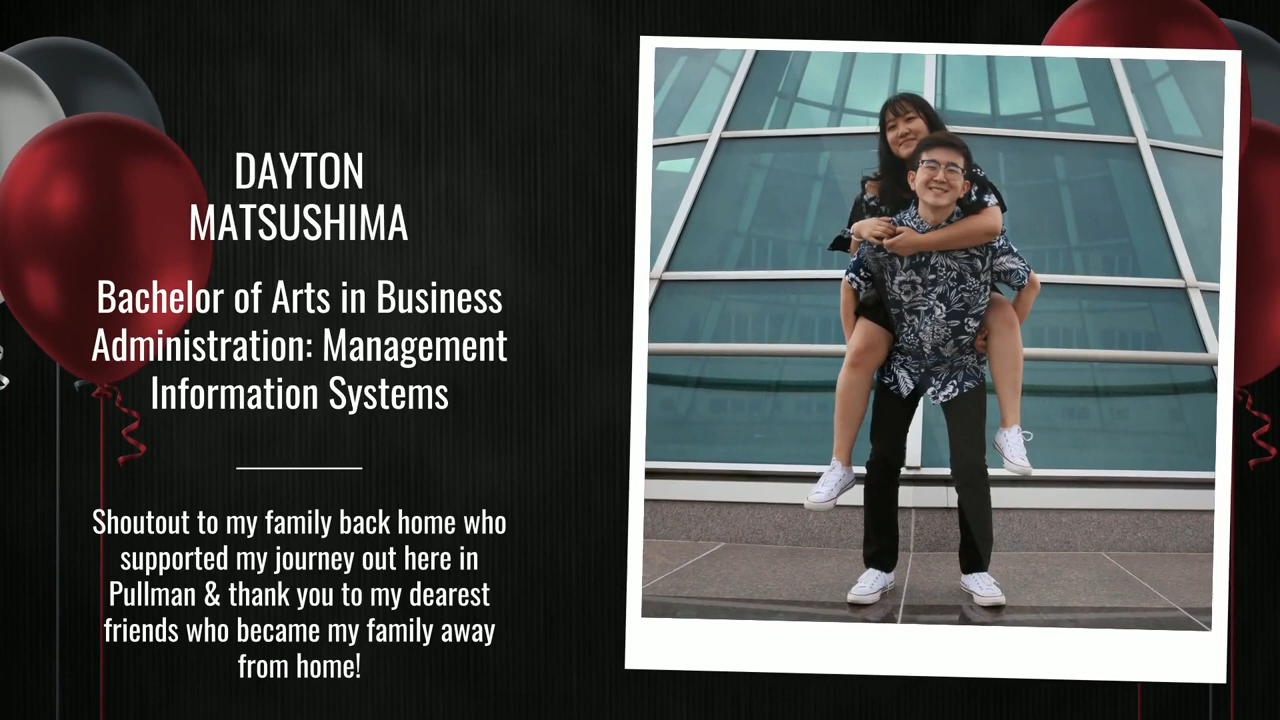 DAYTON
MATSUSHIMA
Bachelor of Arts in Business
Administration: Management
Information Systems
Shoutout to my family back home who
supported my journey out here in
Pullman & thank you to my dearest
friends who became my family away
from home!